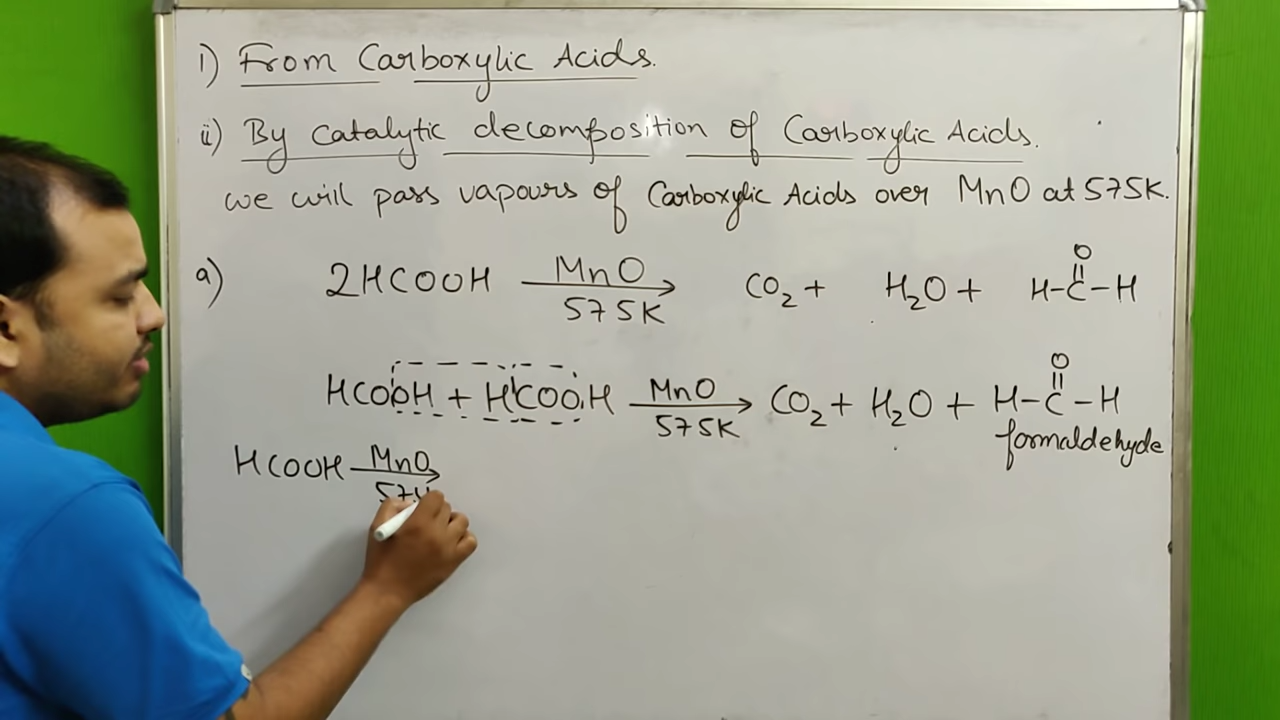 1) From Carboxylic Acids.
ii) By Catalytic decomposition of Carboxylic Acids.
we will pass vapours of Carboxylic Acids over MnO at 575K.
a) 2HCOOH MnO/575K → CO₂ + H₂O + H-C(=O)-H
HCOOH + HCOOH MnO/575K → CO₂ + H₂O + H-C(=O)-H
formaldehyde
HCOOH MnO/57 →